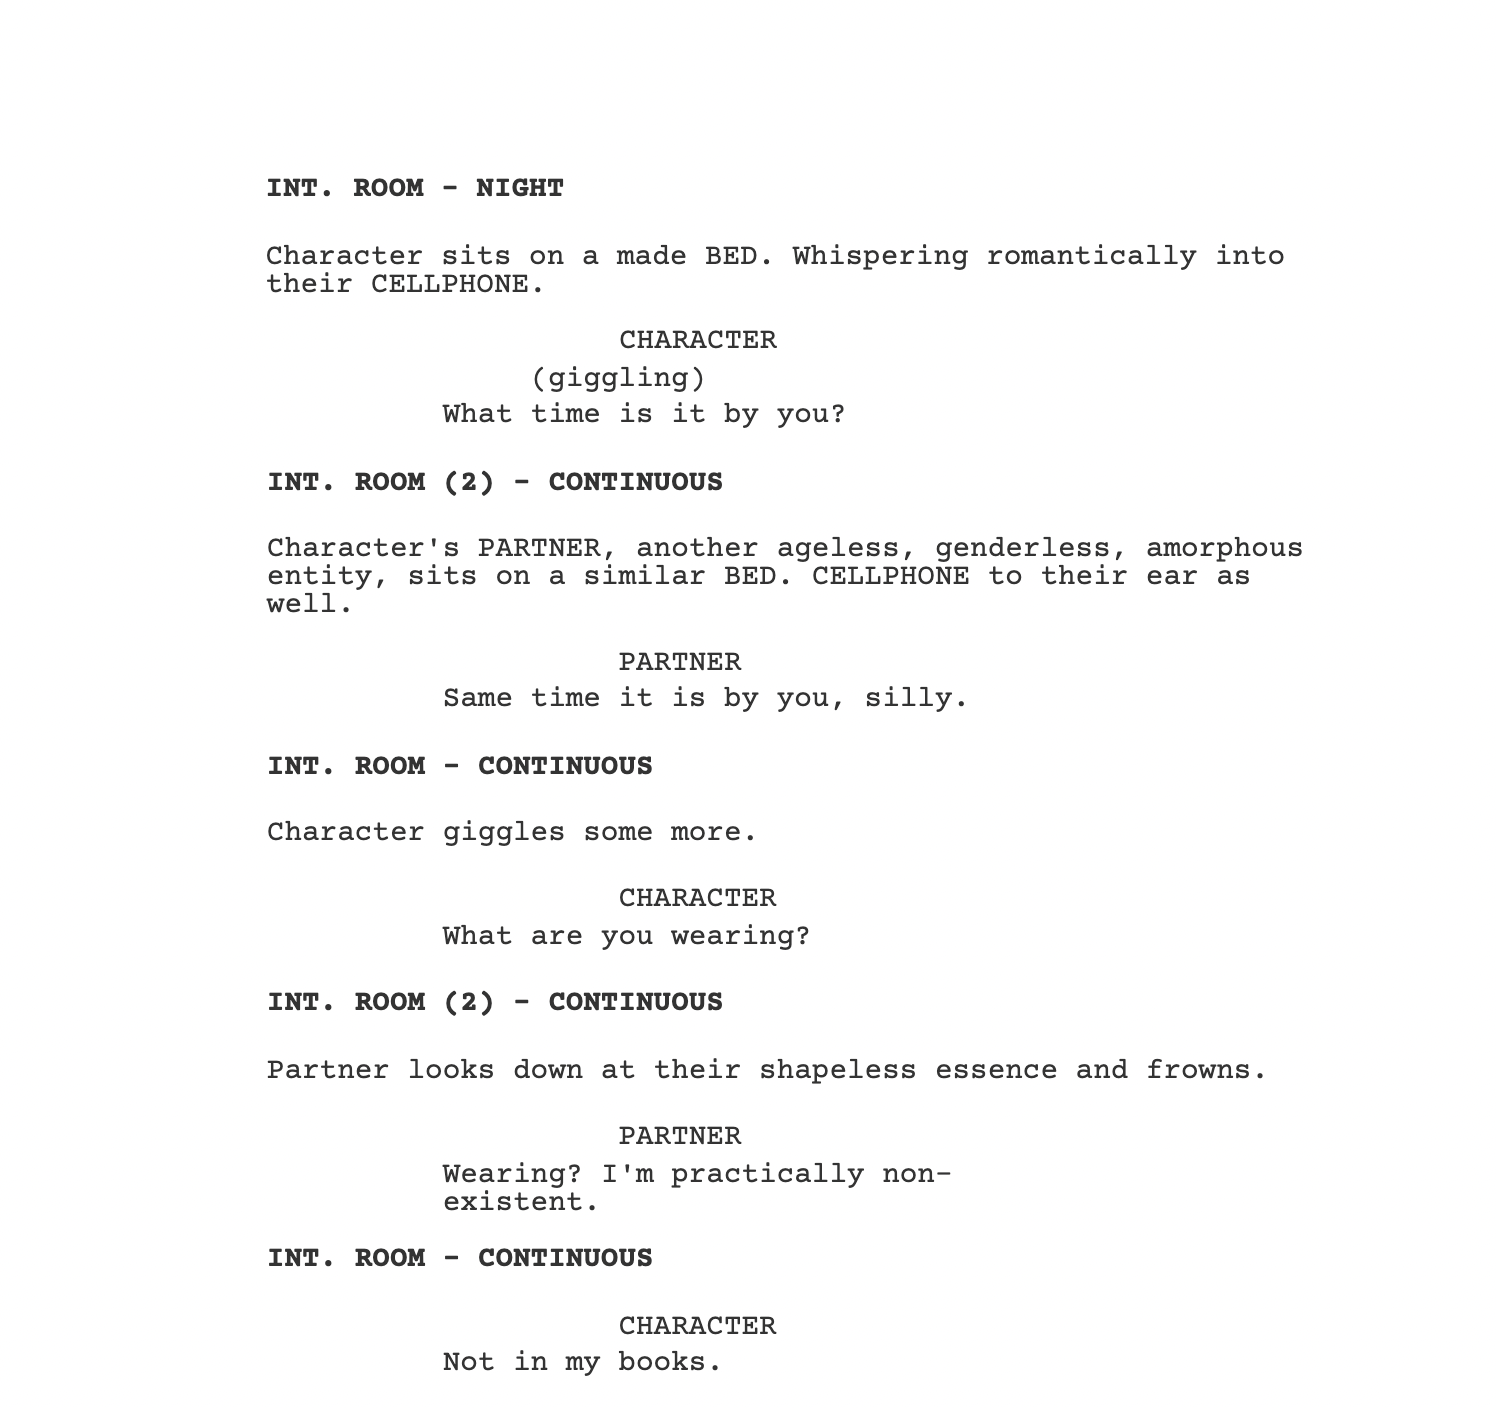 INT. ROOM - NIGHT
Character sits on a made BED. Whispering romantically into
their CELLPHONE.
CHARACTER
(giggling)
What time is it by you?
INT. ROOM (2) - CONTINUOUS
Character's PARTNER, another ageless, genderless, amorphous
entity, sits on a similar BED. CELLPHONE to their ear as
well.
PARTNER
Same time it is by you, silly.
INT. ROOM - CONTINUOUS
Character giggles some more.
CHARACTER
What are you wearing?
INT. ROOM (2) - CONTINUOUS
Partner looks down at their shapeless essence and frowns.
PARTNER
Wearing? I'm practically non-
existent.
INT. ROOM - CONTINUOUS
CHARACTER
Not in my books.